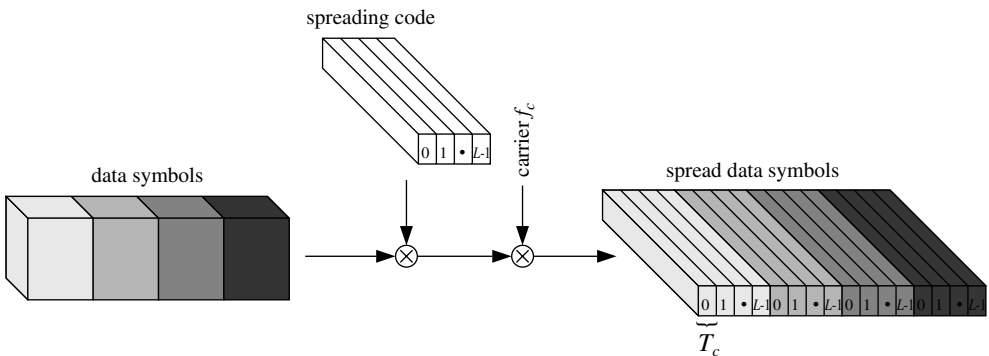 spreading code
0 1 • L-1
carrier f_c
data symbols
spread data symbols
0 1 • L-1 0 1 • L-1 0 1 • L-1 0 1 • L-1
T_c